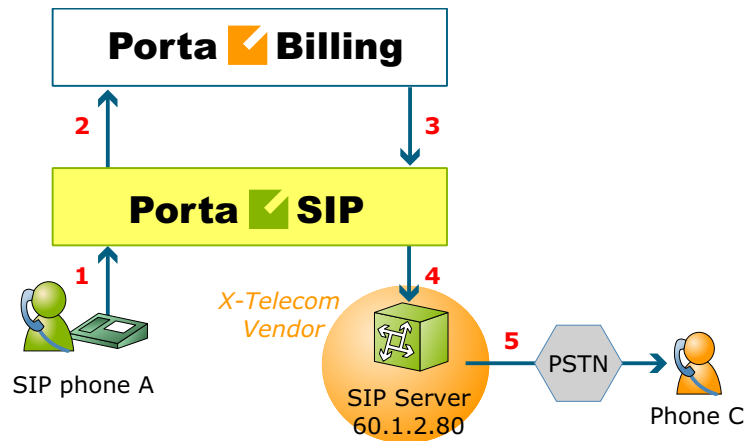 Porta Billing
2
3
Porta SIP
1
4
X-Telecom
Vendor
5
PSTN
SIP phone A
SIP Server
60.1.2.80
Phone C